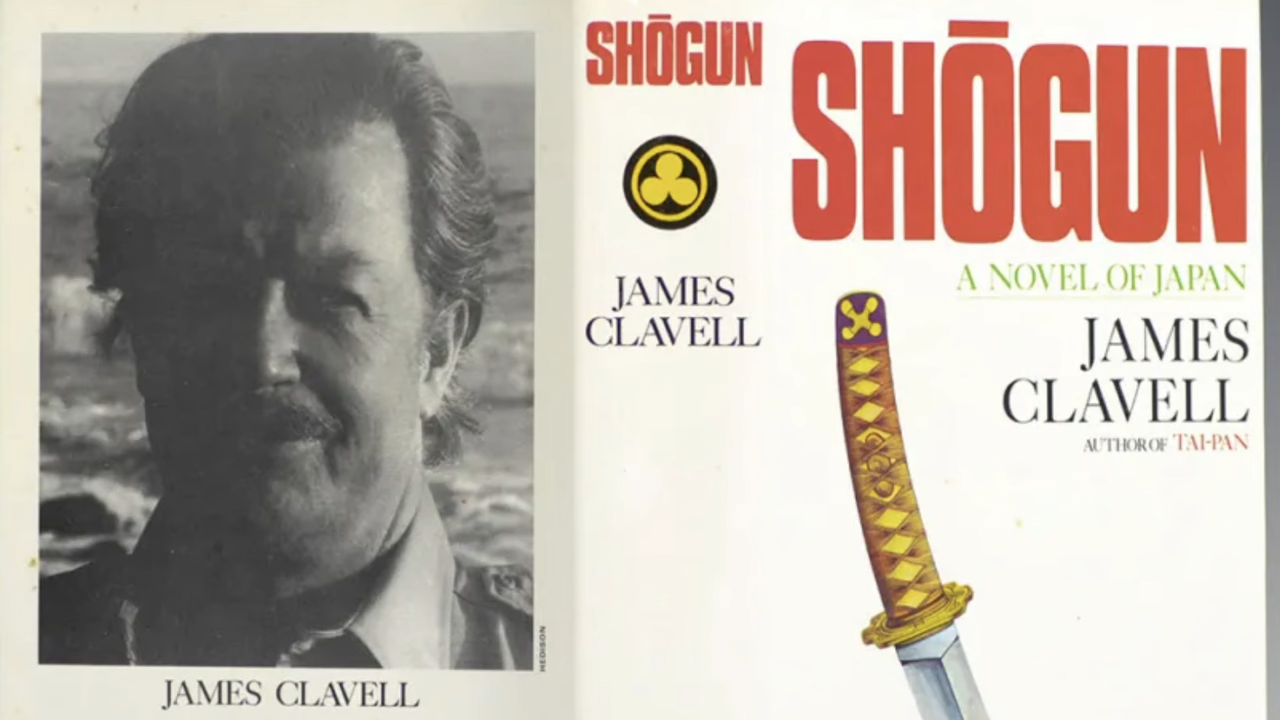 HEDISON
JAMES CLAVELL
SHŌGUN
JAMES
CLAVELL
SHŌGUN
A NOVEL OF JAPAN
JAMES
CLAVELL
AUTHOR OF TAI-PAN